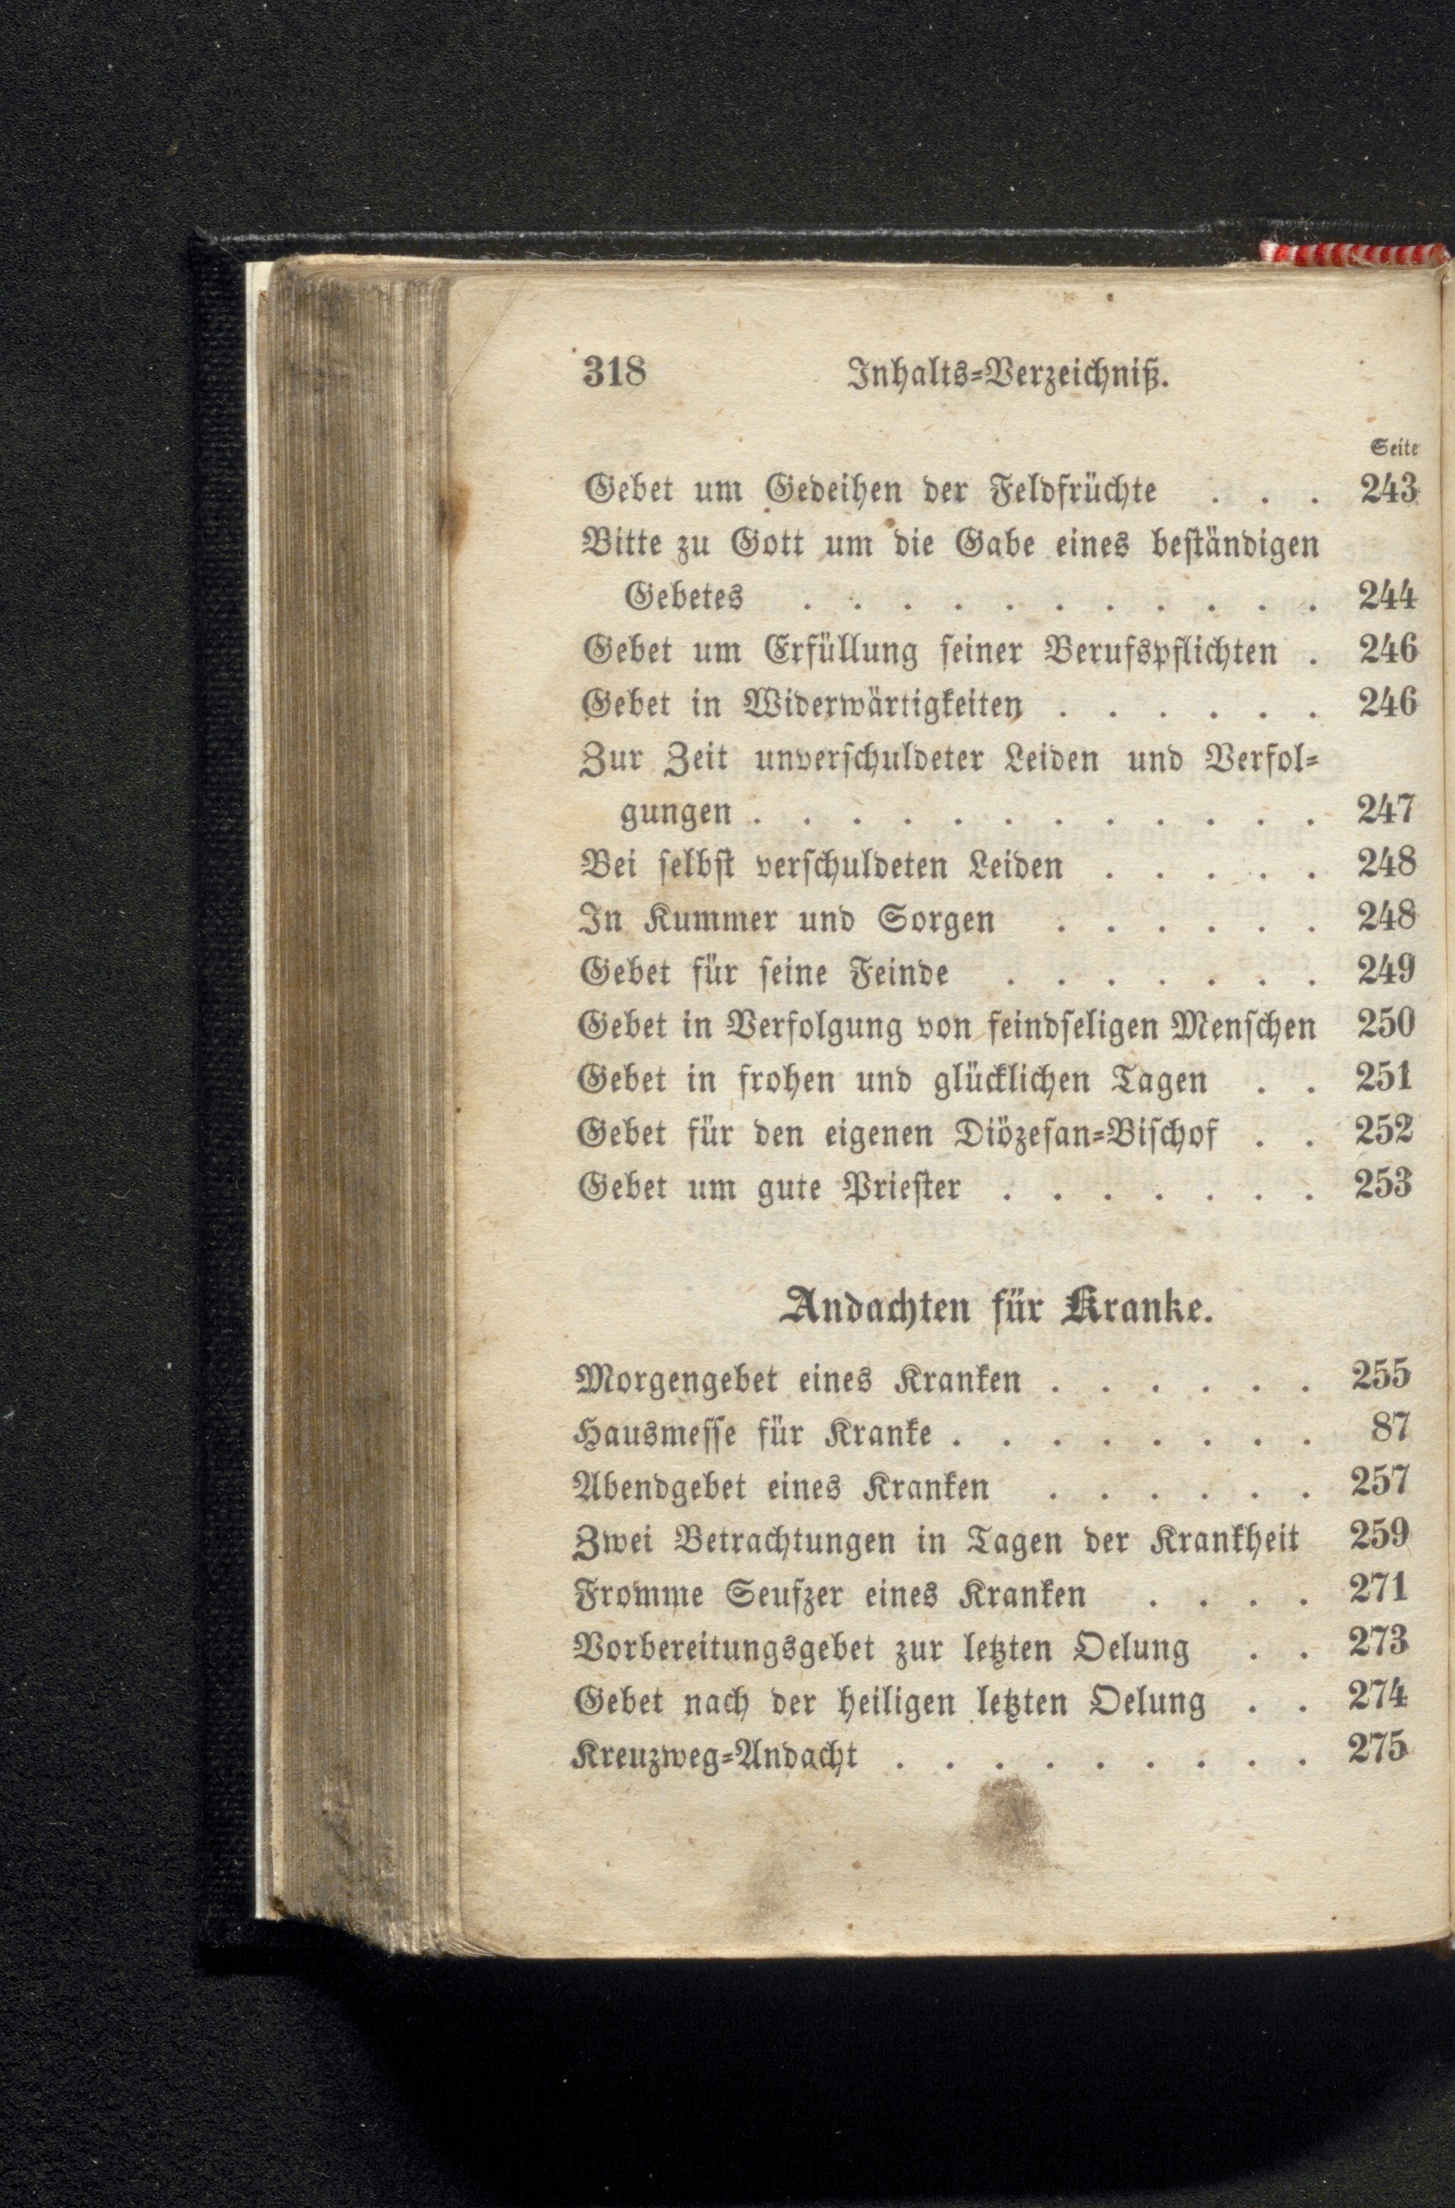 318 Inhalts-Verzeichniß.
Seite
Gebet um Gedeihen der Feldfrüchte . . . 243
Bitte zu Gott um die Gabe eines beständigen
Gebetes . . . . . . . . . . . 244
Gebet um Erfüllung seiner Berufspflichten . 246
Gebet in Widerwärtigkeiten . . . . . . 246
Zur Zeit unverschuldeter Leiden und Verfol-
gungen . . . . . . . . . . . . 247
Bei selbst verschuldeten Leiden . . . . . 248
In Kummer und Sorgen . . . . . . 248
Gebet für seine Feinde . . . . . . . 249
Gebet in Verfolgung von feindseligen Menschen 250
Gebet in frohen und glücklichen Tagen . . 251
Gebet für den eigenen Diözesan-Bischof . . 252
Gebet um gute Priester . . . . . . . 253
Andachten für Kranke.
Morgengebet eines Kranken . . . . . . 255
Hausmesse für Kranke . . . . . . . . 87
Abendgebet eines Kranken . . . . . . 257
Zwei Betrachtungen in Tagen der Krankheit 259
Fromme Seufzer eines Kranken . . . . 271
Vorbereitungsgebet zur letzten Oelung . . 273
Gebet nach der heiligen letzten Oelung . . 274
Kreuzweg-Andacht . . . . . . . . . 275